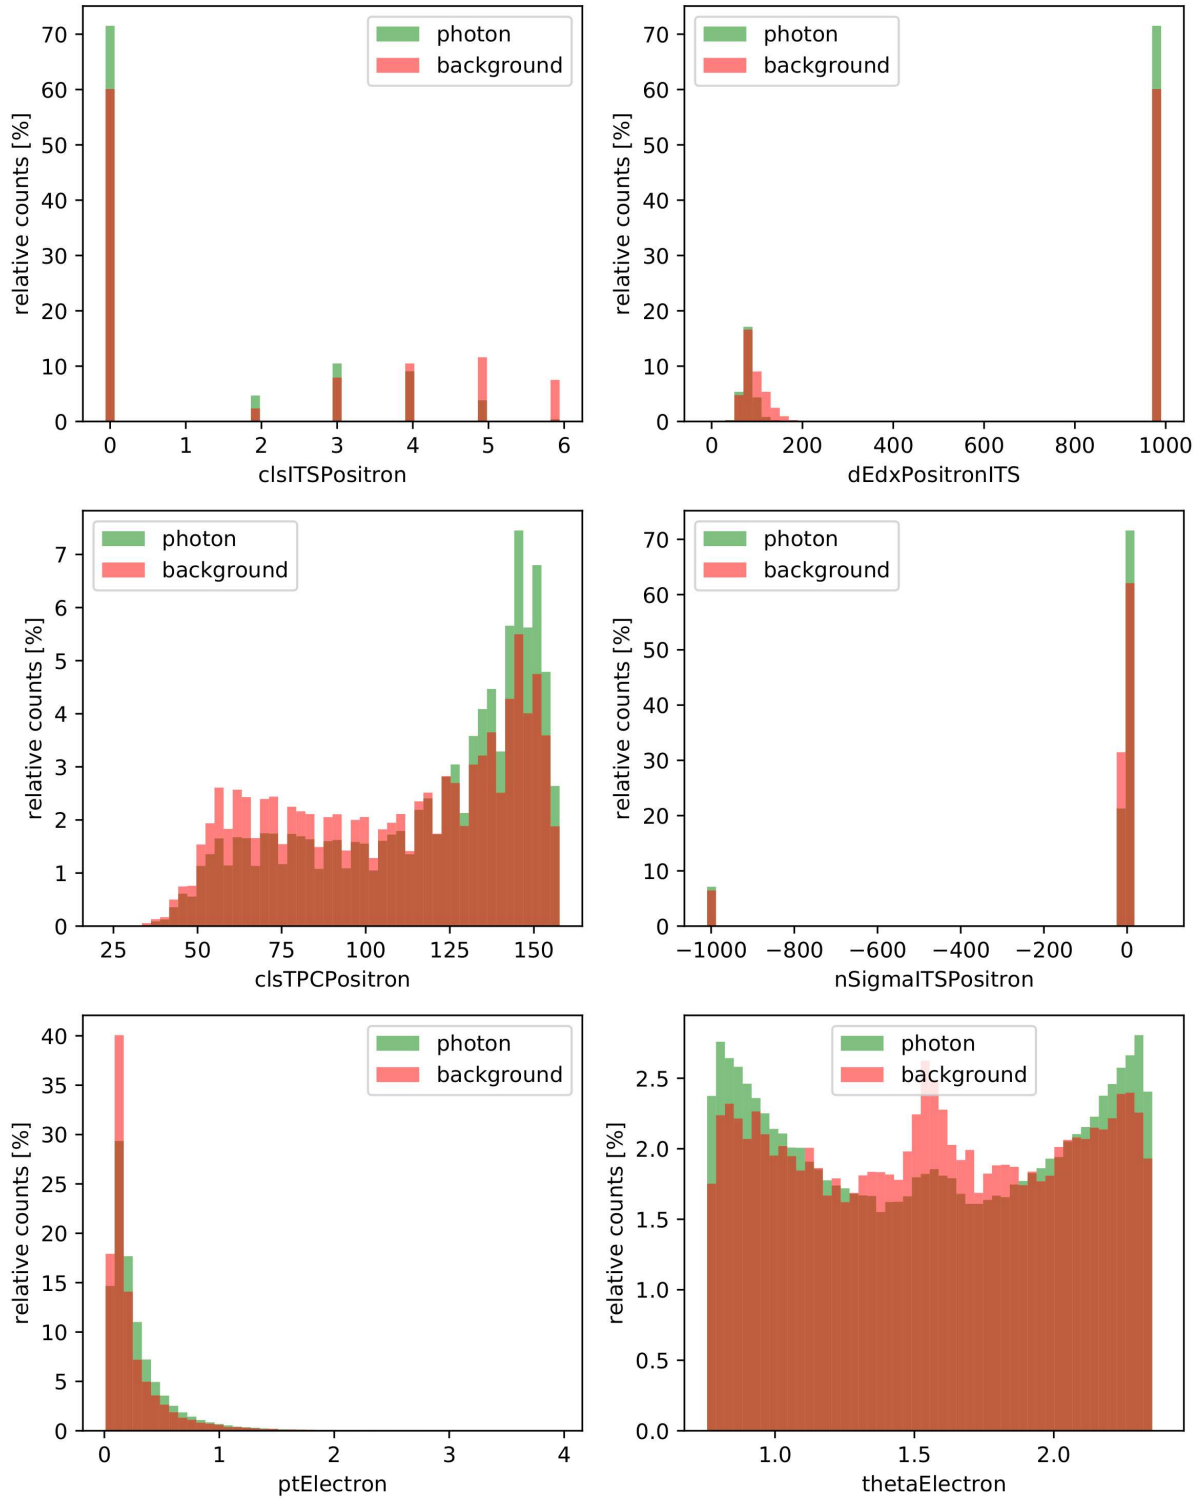 photon
background
relative counts [%]
70
60
50
40
30
20
10
0
0 1 2 3 4 5 6
clsITSPositron
photon
background
relative counts [%]
70
60
50
40
30
20
10
0
0 200 400 600 800 1000
dEdxPositronITS
photon
background
relative counts [%]
7
6
5
4
3
2
1
0
25 50 75 100 125 150
clsTPCPositron
photon
background
relative counts [%]
70
60
50
40
30
20
10
0
−1000 −800 −600 −400 −200 0
nSigmaITSPositron
photon
background
relative counts [%]
40
35
30
25
20
15
10
5
0
0 1 2 3 4
ptElectron
photon
background
relative counts [%]
2.5
2.0
1.5
1.0
0.5
0.0
1.0 1.5 2.0
thetaElectron